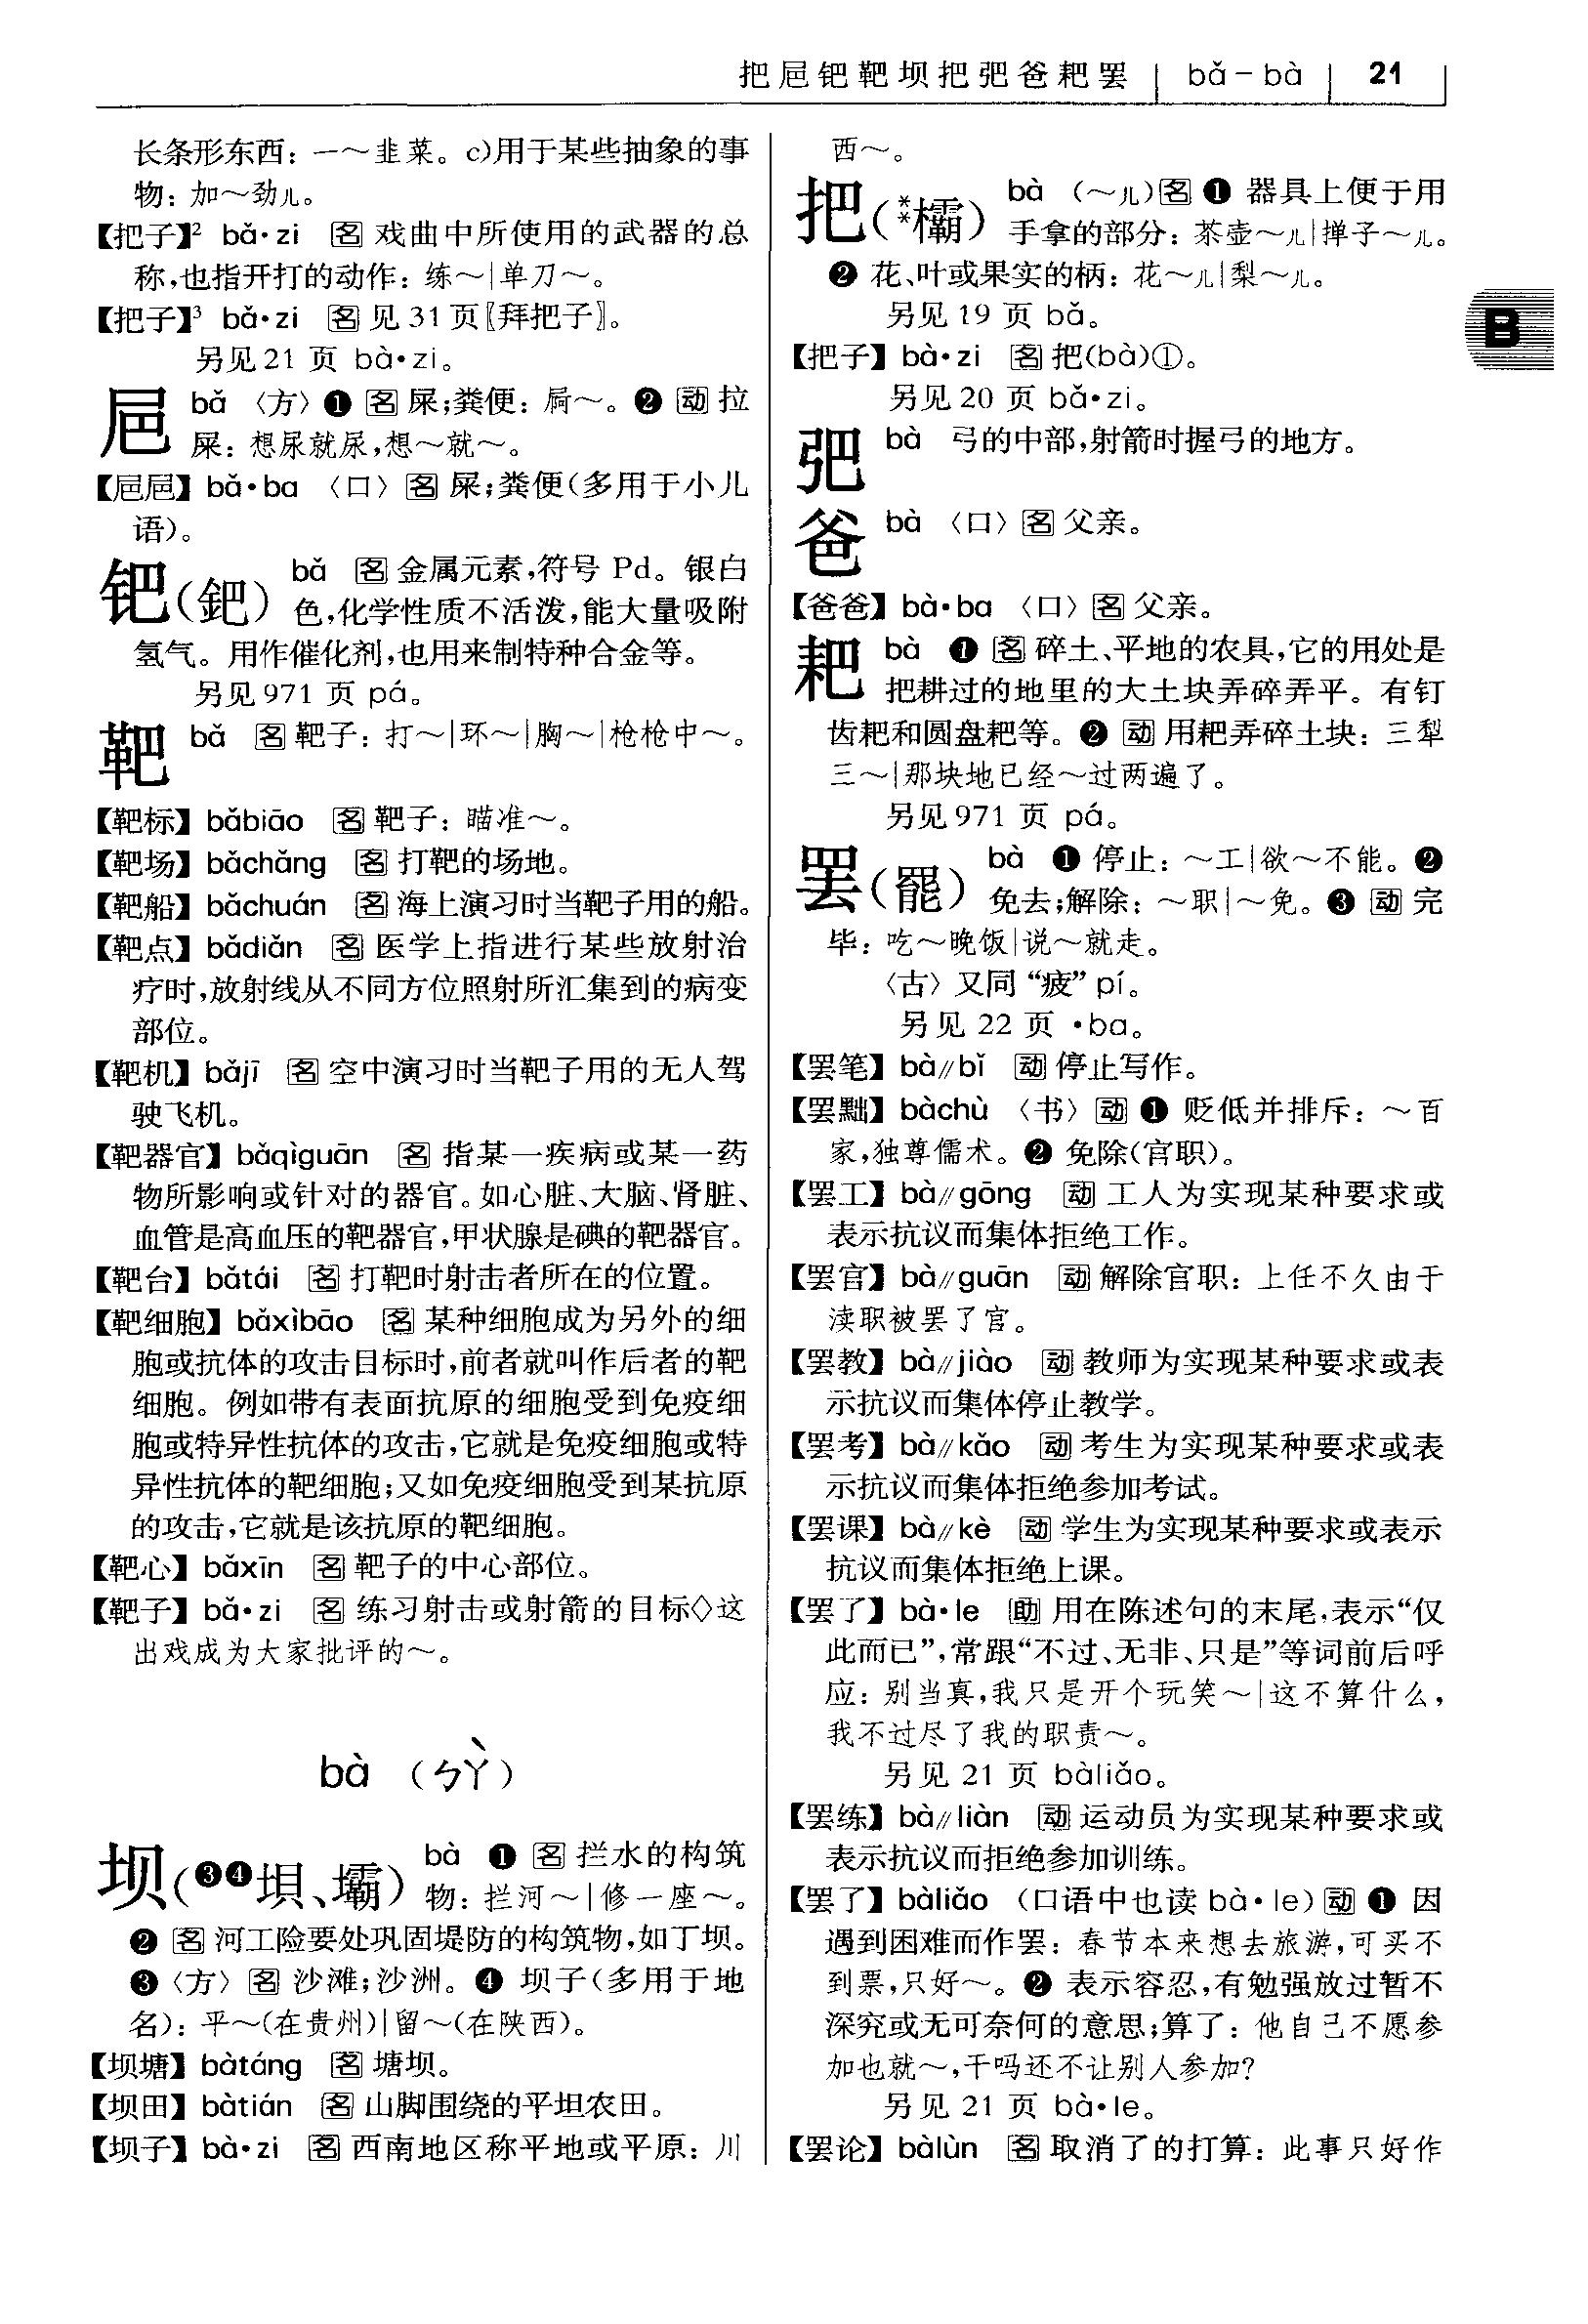 把㞎钯靶坝把弝爸耙罢 | bǎ－bà | 21
长条形东西：一～韭菜。c)用于某些抽象的事
物：加～劲儿。
【把子】² bǎ·zi 名 戏曲中所使用的武器的总
称，也指开打的动作：练～|单刀～。
【把子】³ bǎ·zi 名 见31页〖拜把子〗。
另见21 页 bà·zi。
㞎 bǎ 〈方〉❶ 名 屎；粪便：屙～。❷ 动 拉
屎：想尿就尿，想～就～。
【㞎㞎】bǎ·ba 〈口〉名 屎；粪便（多用于小儿
语）。
钯（鈀） bǎ 名 金属元素，符号 Pd。银白
色，化学性质不活泼，能大量吸附
氢气。用作催化剂，也用来制特种合金等。
另见971 页 pá。
靶 bǎ 名 靶子：打～|环～|胸～|枪枪中～。
【靶标】bǎbiāo 名 靶子：瞄准～。
【靶场】bǎchǎng 名 打靶的场地。
【靶船】bǎchuán 名 海上演习时当靶子用的船。
【靶点】bǎdiǎn 名 医学上指进行某些放射治
疗时，放射线从不同方位照射所汇集到的病变
部位。
【靶机】bǎjī 名 空中演习时当靶子用的无人驾
驶飞机。
【靶器官】bǎqìguān 名 指某一疾病或某一药
物所影响或针对的器官。如心脏、大脑、肾脏、
血管是高血压的靶器官，甲状腺是碘的靶器官。
【靶台】bǎtái 名 打靶时射击者所在的位置。
【靶细胞】bǎxìbāo 名 某种细胞成为另外的细
胞或抗体的攻击目标时，前者就叫作后者的靶
细胞。例如带有表面抗原的细胞受到免疫细
胞或特异性抗体的攻击，它就是免疫细胞或特
异性抗体的靶细胞；又如免疫细胞受到某抗原
的攻击，它就是该抗原的靶细胞。
【靶心】bǎxīn 名 靶子的中心部位。
【靶子】bǎ·zi 名 练习射击或射箭的目标◇这
出戏成为大家批评的～。
bà （ㄅㄚˋ）
坝（❸❹垻、壩） bà ❶ 名 拦水的构筑
物：拦河～|修一座～。
❷ 名 河工险要处巩固堤防的构筑物，如丁坝。
❸〈方〉名 沙滩；沙洲。❹ 坝子（多用于地
名）：平～（在贵州）|留～（在陕西）。
【坝塘】bàtáng 名 塘坝。
【坝田】bàtián 名 山脚围绕的平坦农田。
【坝子】bà·zi 名 西南地区称平地或平原：川
西～。
把（**欛） bà （～儿）名 ❶ 器具上便于用
手拿的部分：茶壶～儿|掸子～儿。
❷ 花、叶或果实的柄：花～儿|梨～儿。
另见19 页 bǎ。
【把子】bà·zi 名 把(bà)①。
另见20 页 bǎ·zi。
弝 bà 弓的中部，射箭时握弓的地方。
爸 bà 〈口〉名 父亲。
【爸爸】bà·ba 〈口〉名 父亲。
耙 bà ❶ 名 碎土、平地的农具，它的用处是
把耕过的地里的大土块弄碎弄平。有钉
齿耙和圆盘耙等。❷ 动 用耙弄碎土块：三犁
三～|那块地已经～过两遍了。
另见971 页 pá。
罢（罷） bà ❶ 停止：～工|欲～不能。❷
免去；解除：～职|～免。❸ 动 完
毕：吃～晚饭|说～就走。
〈古〉又同“疲”pí。
另见 22 页 ·ba。
【罢笔】bà∥bǐ 动 停止写作。
【罢黜】bàchù 〈书〉动 ❶ 贬低并排斥：～百
家，独尊儒术。❷ 免除（官职）。
【罢工】bà∥gōng 动 工人为实现某种要求或
表示抗议而集体拒绝工作。
【罢官】bà∥guān 动 解除官职：上任不久由于
渎职被罢了官。
【罢教】bà∥jiào 动 教师为实现某种要求或表
示抗议而集体停止教学。
【罢考】bà∥kǎo 动 考生为实现某种要求或表
示抗议而集体拒绝参加考试。
【罢课】bà∥kè 动 学生为实现某种要求或表示
抗议而集体拒绝上课。
【罢了】bà·le 助 用在陈述句的末尾，表示“仅
此而已”，常跟“不过、无非、只是”等词前后呼
应：别当真，我只是开个玩笑～|这不算什么，
我不过尽了我的职责～。
另见 21 页 bàliǎo。
【罢练】bà∥liàn 动 运动员为实现某种要求或
表示抗议而拒绝参加训练。
【罢了】bàliǎo （口语中也读 bà·le）动 ❶ 因
遇到困难而作罢：春节本来想去旅游，可买不
到票，只好～。❷ 表示容忍，有勉强放过暂不
深究或无可奈何的意思；算了：他自己不愿参
加也就～，干吗还不让别人参加？
另见 21 页 bà·le。
【罢论】bàlùn 名 取消了的打算：此事只好作
B